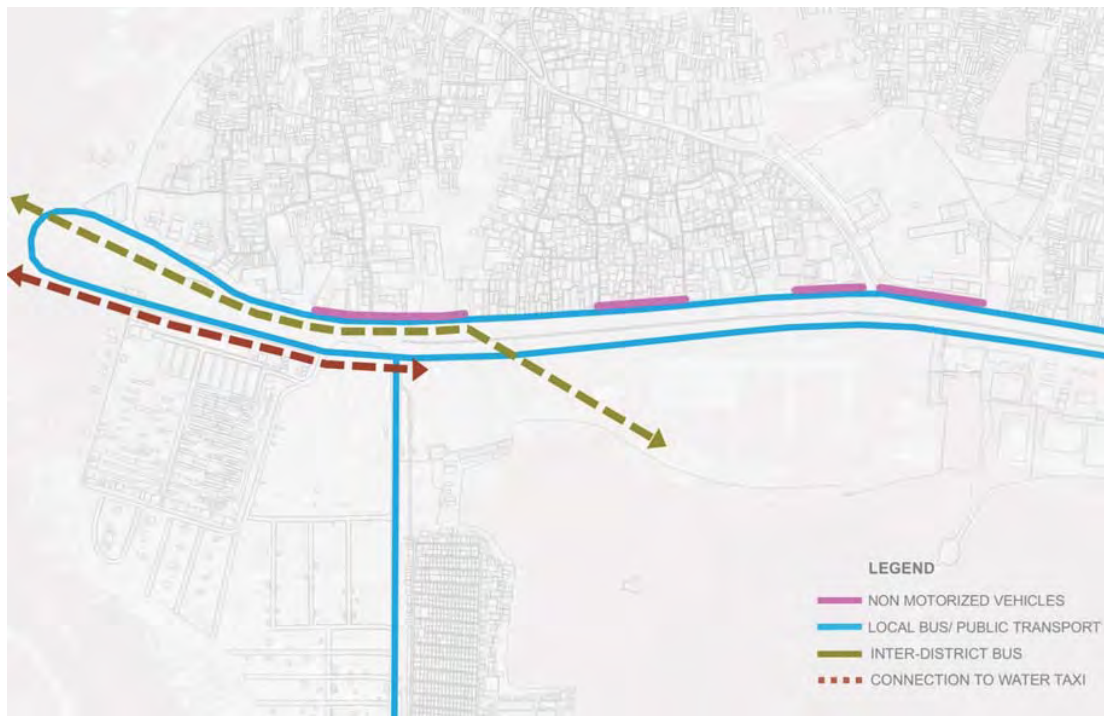 LEGEND
NON MOTORIZED VEHICLES
LOCAL BUS/ PUBLIC TRANSPORT
INTER-DISTRICT BUS
CONNECTION TO WATER TAXI